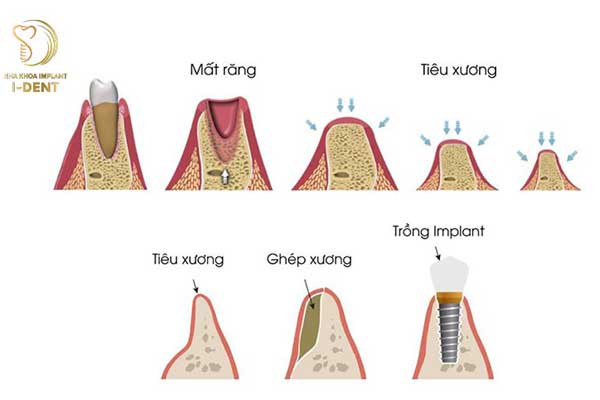 NHA KHOA IMPLANT
I-DENT
Mất răng
Tiêu xương
Trồng Implant
Tiêu xương
Ghép xương